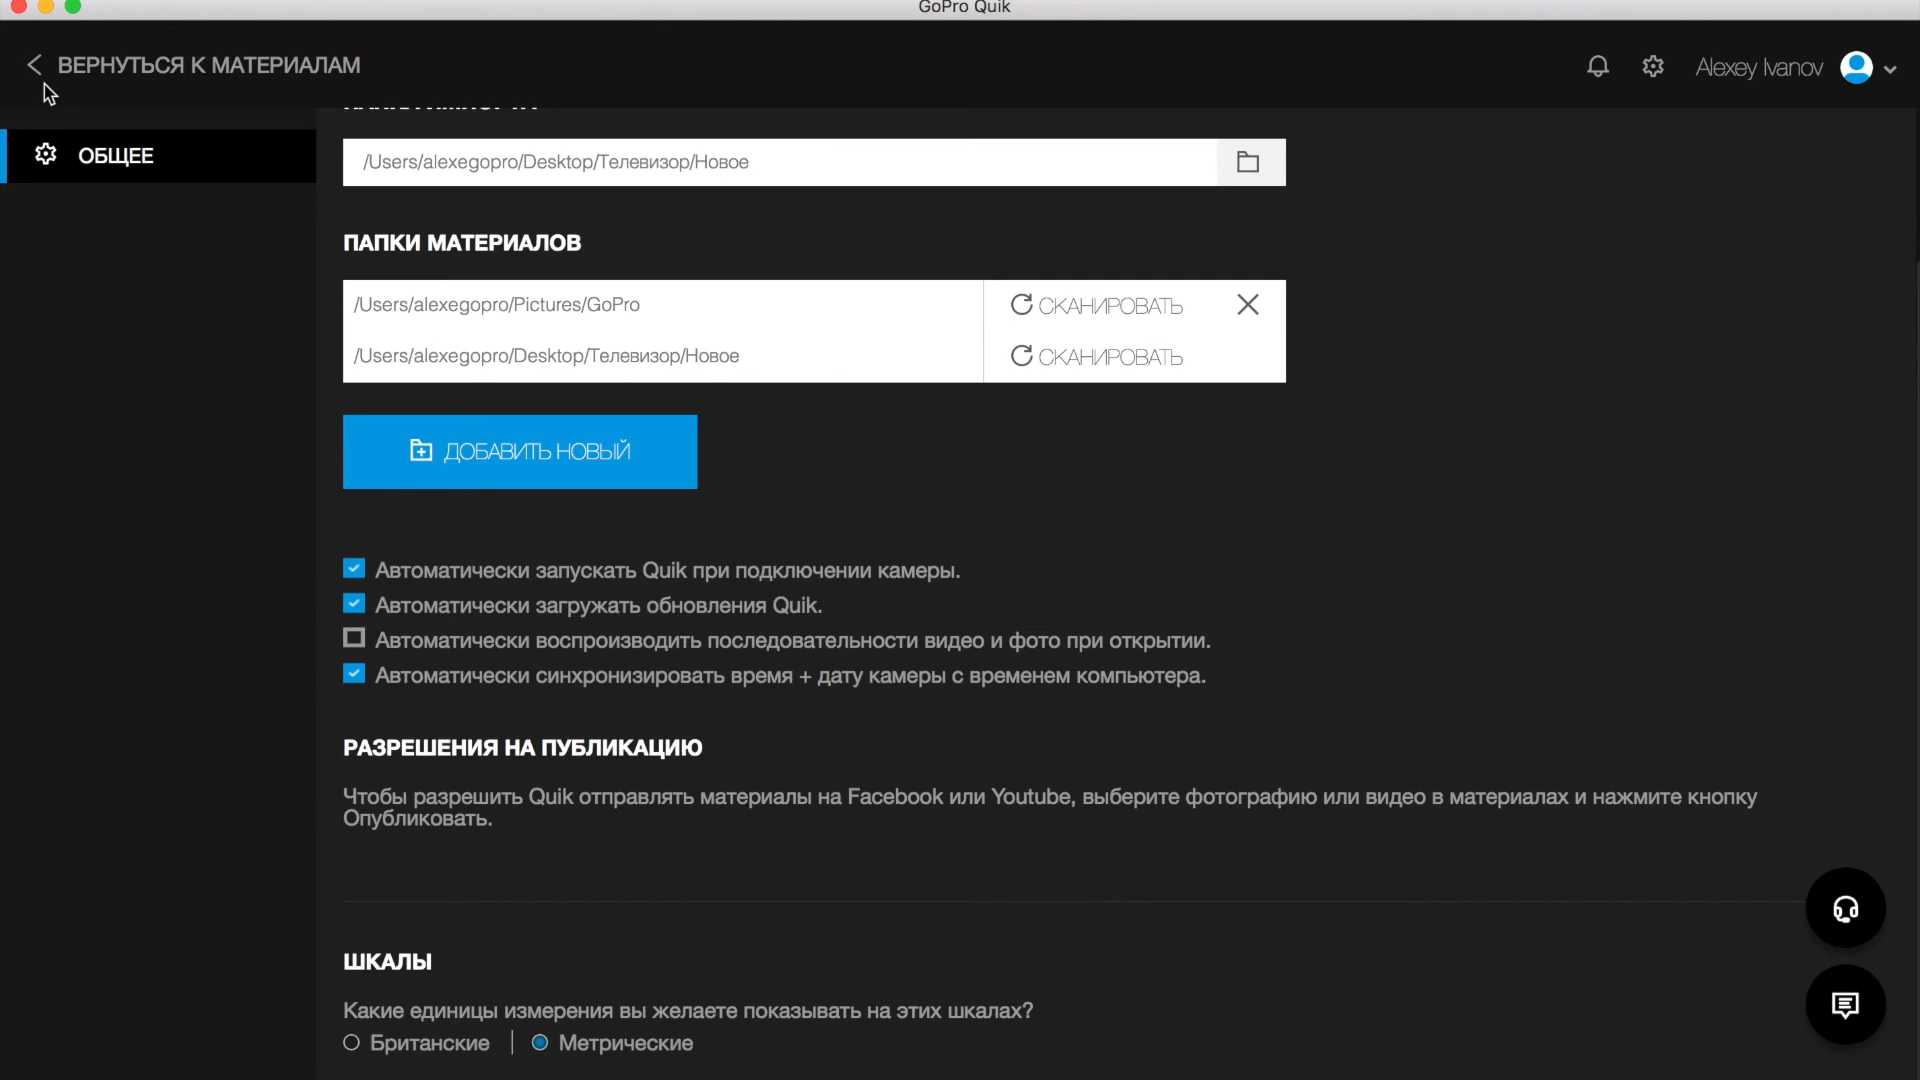 GoPro Quik
ВЕРНУТЬСЯ К МАТЕРИАЛАМ
Alexey Ivanov
ОБЩЕЕ
/Users/alexegopro/Desktop/Телевизор/Новое
ПАПКИ МАТЕРИАЛОВ
/Users/alexegopro/Pictures/GoPro
СКАНИРОВАТЬ
/Users/alexegopro/Desktop/Телевизор/Новое
СКАНИРОВАТЬ
ДОБАВИТЬ НОВЫЙ
Автоматически запускать Quik при подключении камеры.
Автоматически загружать обновления Quik.
Автоматически воспроизводить последовательности видео и фото при открытии.
Автоматически синхронизировать время + дату камеры с временем компьютера.
РАЗРЕШЕНИЯ НА ПУБЛИКАЦИЮ
Чтобы разрешить Quik отправлять материалы на Facebook или Youtube, выберите фотографию или видео в материалах и нажмите кнопку
Опубликовать.
ШКАЛЫ
Какие единицы измерения вы желаете показывать на этих шкалах?
Британские | Метрические